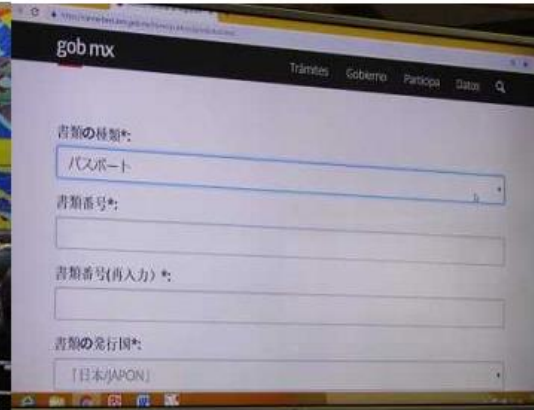 gob mx
Trámites Gobierno Participa Datos
書類の種類*:
パスポート
書類番号*:
書類番号(再入力) *:
書類の発行国*:
「日本/JAPON」